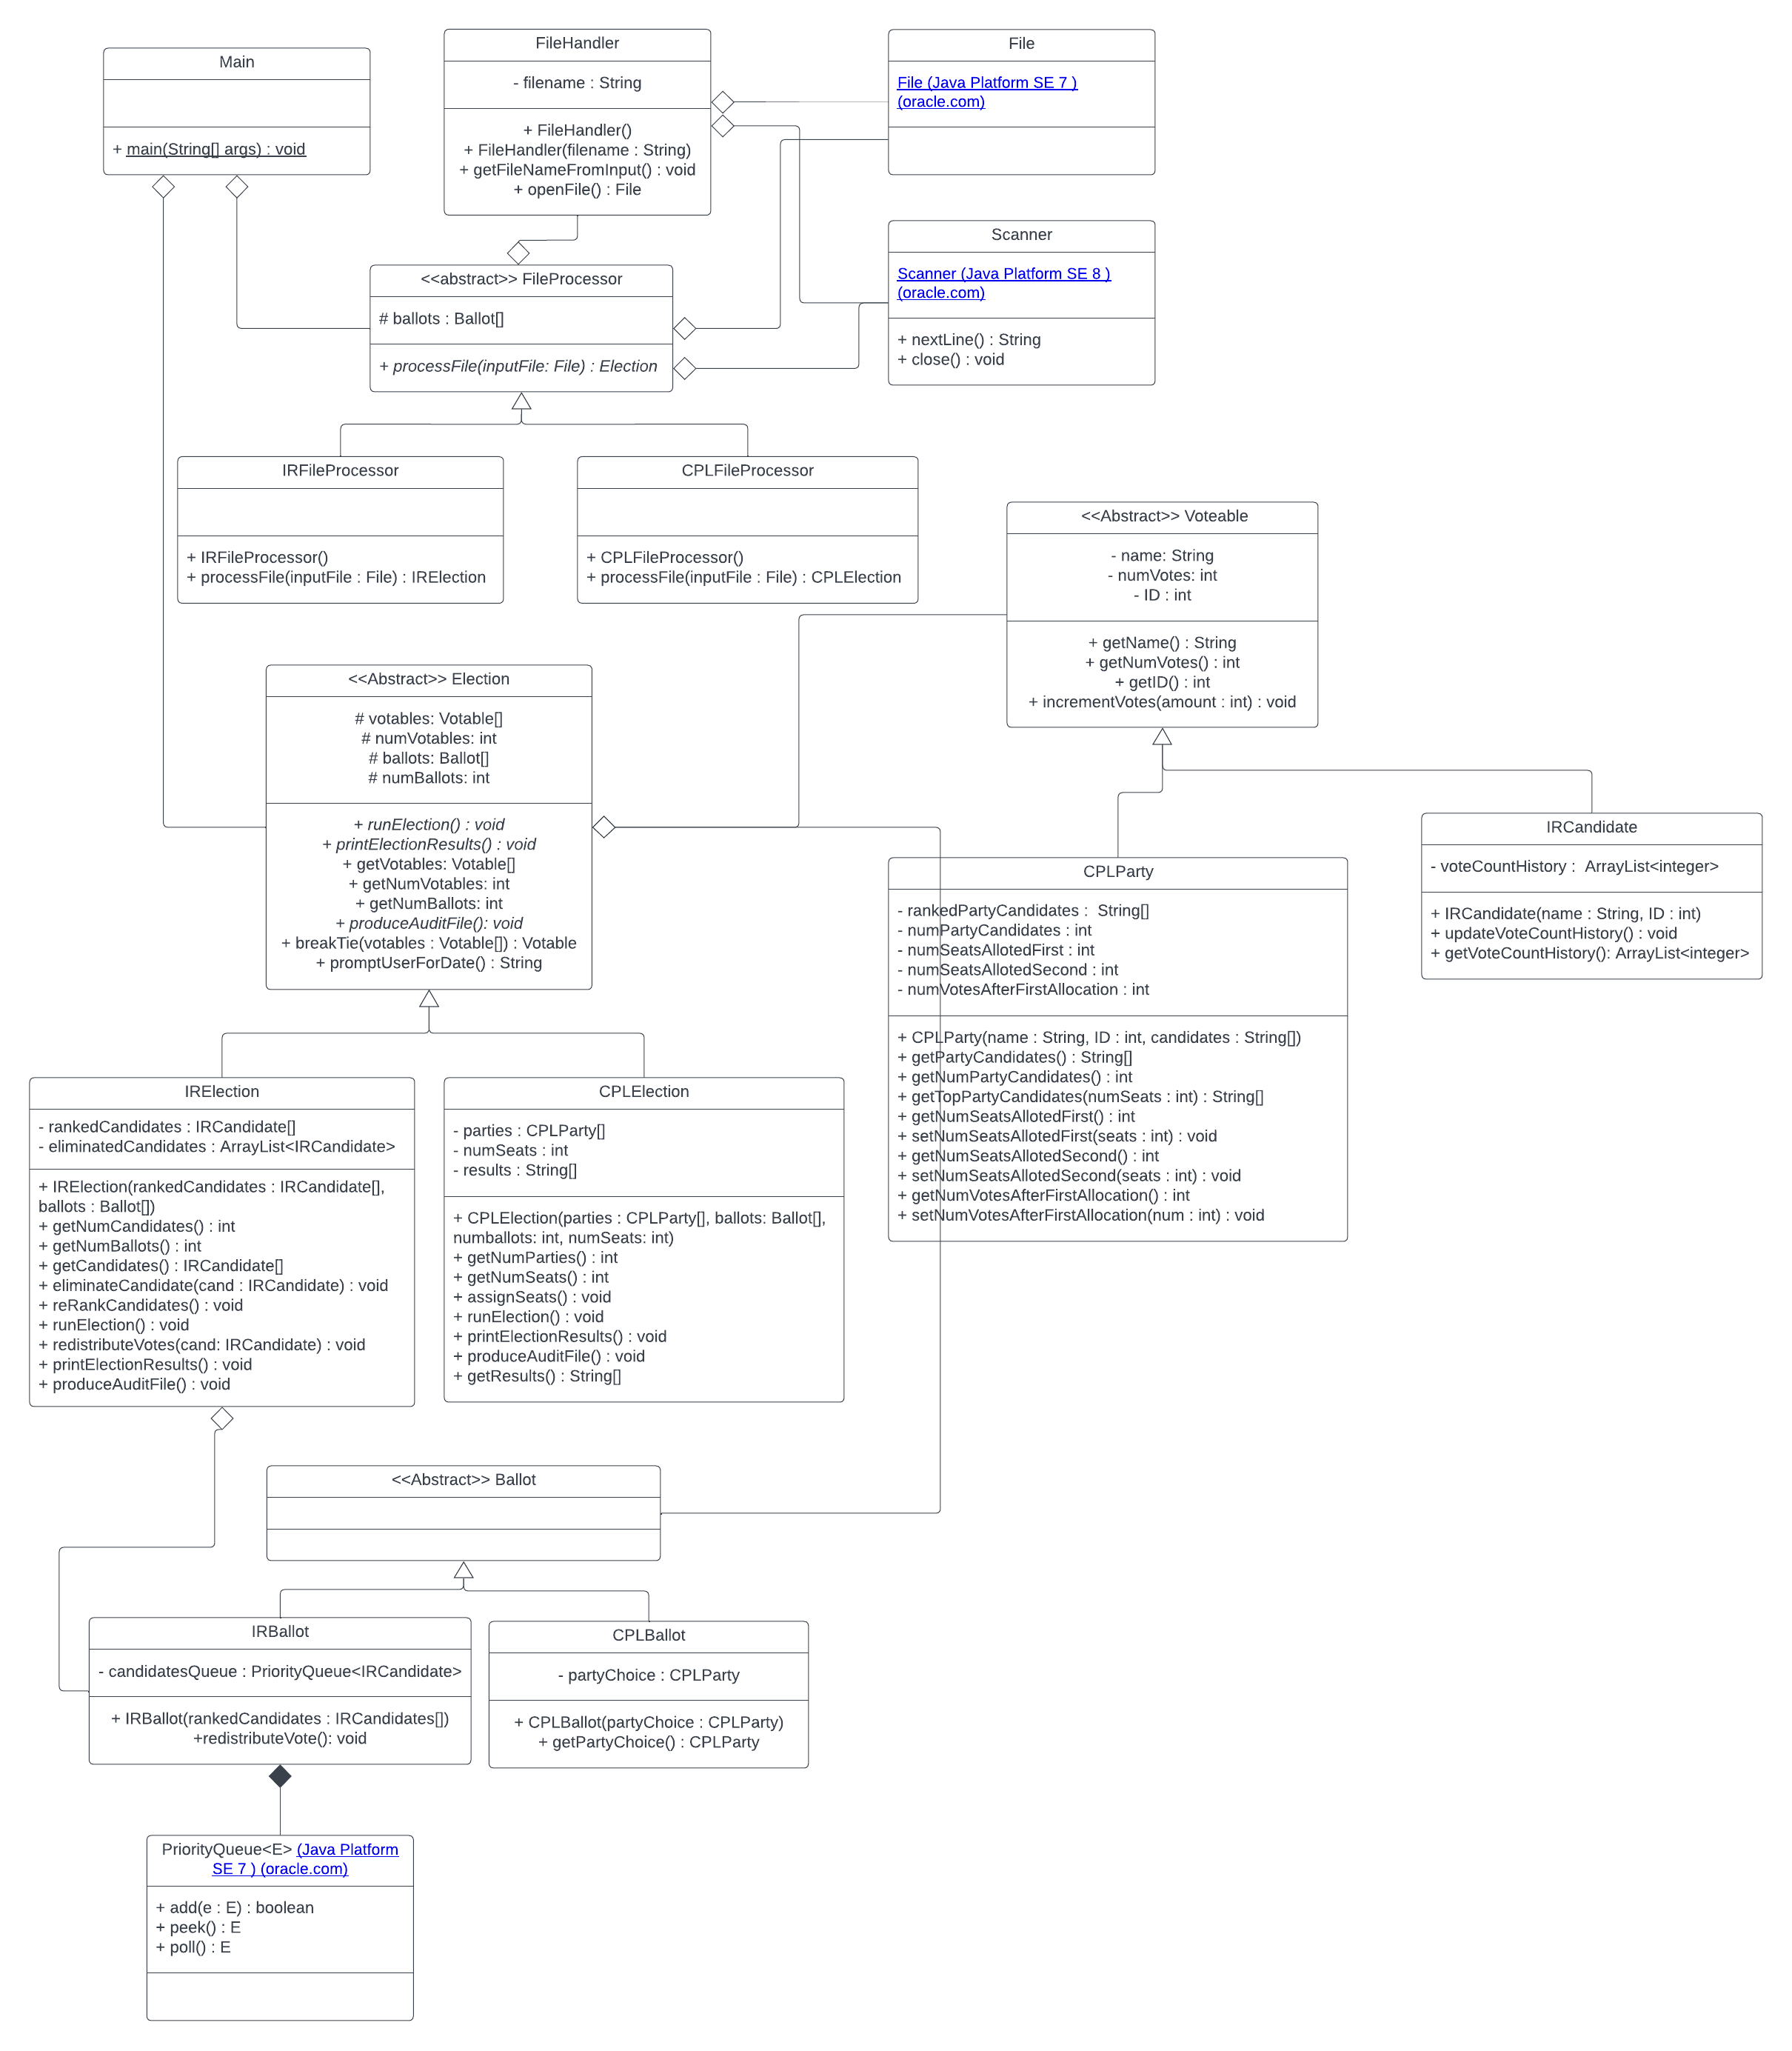 Main
+ main(String[] args) : void
FileHandler
- filename : String
+ FileHandler()
+ FileHandler(filename : String)
+ getFileNameFromInput() : void
+ openFile() : File
File
File (Java Platform SE 7 )
(oracle.com)
Scanner
Scanner (Java Platform SE 8 )
(oracle.com)
+ nextLine() : String
+ close() : void
<<abstract>> FileProcessor
# ballots : Ballot[]
+ processFile(inputFile: File) : Election
IRFileProcessor
+ IRFileProcessor()
+ processFile(inputFile : File) : IRElection
CPLFileProcessor
+ CPLFileProcessor()
+ processFile(inputFile : File) : CPLElection
<<Abstract>> Voteable
- name: String
- numVotes: int
- ID : int
+ getName() : String
+ getNumVotes() : int
+ getID() : int
+ incrementVotes(amount : int) : void
<<Abstract>> Election
# votables: Votable[]
# numVotables: int
# ballots: Ballot[]
# numBallots: int
+ runElection() : void
+ printElectionResults() : void
+ getVotables: Votable[]
+ getNumVotables: int
+ getNumBallots: int
+ produceAuditFile(): void
+ breakTie(votables : Votable[]) : Votable
+ promptUserForDate() : String
CPLParty
- rankedPartyCandidates :  String[]
- numPartyCandidates : int
- numSeatsAllotedFirst : int
- numSeatsAllotedSecond : int
- numVotesAfterFirstAllocation : int
+ CPLParty(name : String, ID : int, candidates : String[])
+ getPartyCandidates() : String[]
+ getNumPartyCandidates() : int
+ getTopPartyCandidates(numSeats : int) : String[]
+ getNumSeatsAllotedFirst() : int
+ setNumSeatsAllotedFirst(seats : int) : void
+ getNumSeatsAllotedSecond() : int
+ setNumSeatsAllotedSecond(seats : int) : void
+ getNumVotesAfterFirstAllocation() : int
+ setNumVotesAfterFirstAllocation(num : int) : void
IRCandidate
- voteCountHistory :  ArrayList<integer>
+ IRCandidate(name : String, ID : int)
+ updateVoteCountHistory() : void
+ getVoteCountHistory(): ArrayList<integer>
IRElection
- rankedCandidates : IRCandidate[]
- eliminatedCandidates : ArrayList<IRCandidate>
+ IRElection(rankedCandidates : IRCandidate[],
ballots : Ballot[])
+ getNumCandidates() : int
+ getNumBallots() : int
+ getCandidates() : IRCandidate[]
+ eliminateCandidate(cand : IRCandidate) : void
+ reRankCandidates() : void
+ runElection() : void
+ redistributeVotes(cand: IRCandidate) : void
+ printElectionResults() : void
+ produceAuditFile() : void
CPLElection
- parties : CPLParty[]
- numSeats : int
- results : String[]
+ CPLElection(parties : CPLParty[], ballots: Ballot[],
numballots: int, numSeats: int)
+ getNumParties() : int
+ getNumSeats() : int
+ assignSeats() : void
+ runElection() : void
+ printElectionResults() : void
+ produceAuditFile() : void
+ getResults() : String[]
<<Abstract>> Ballot
IRBallot
- candidatesQueue : PriorityQueue<IRCandidate>
+ IRBallot(rankedCandidates : IRCandidates[])
+redistributeVote(): void
CPLBallot
- partyChoice : CPLParty
+ CPLBallot(partyChoice : CPLParty)
+ getPartyChoice() : CPLParty
PriorityQueue<E> (Java Platform
SE 7 ) (oracle.com)
+ add(e : E) : boolean
+ peek() : E
+ poll() : E